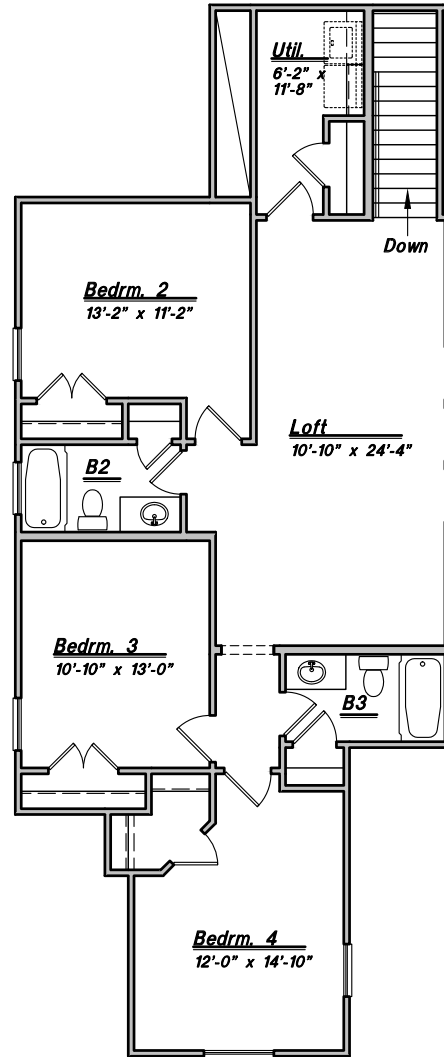 Util.
6'-2" x
11'-8"
Down
Bedrm. 2
13'-2" x 11'-2"
Loft
10'-10" x 24'-4"
B2
Bedrm. 3
10'-10" x 13'-0"
B3
Bedrm. 4
12'-0" x 14'-10"